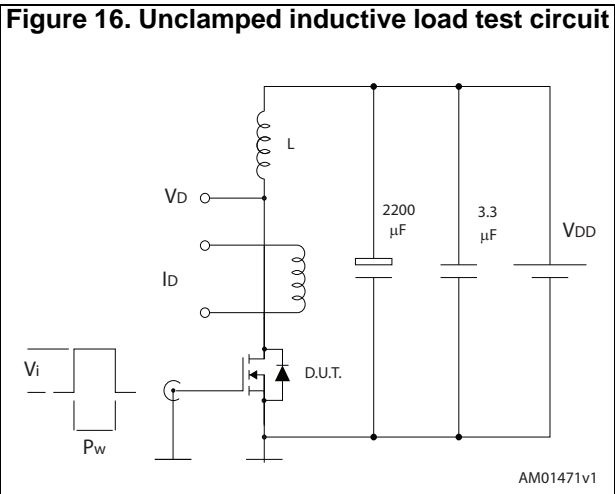 Figure 16. Unclamped inductive load test circuit
L
VD
2200
μF
3.3
μF
VDD
ID
Vi
D.U.T.
Pw
AM01471v1